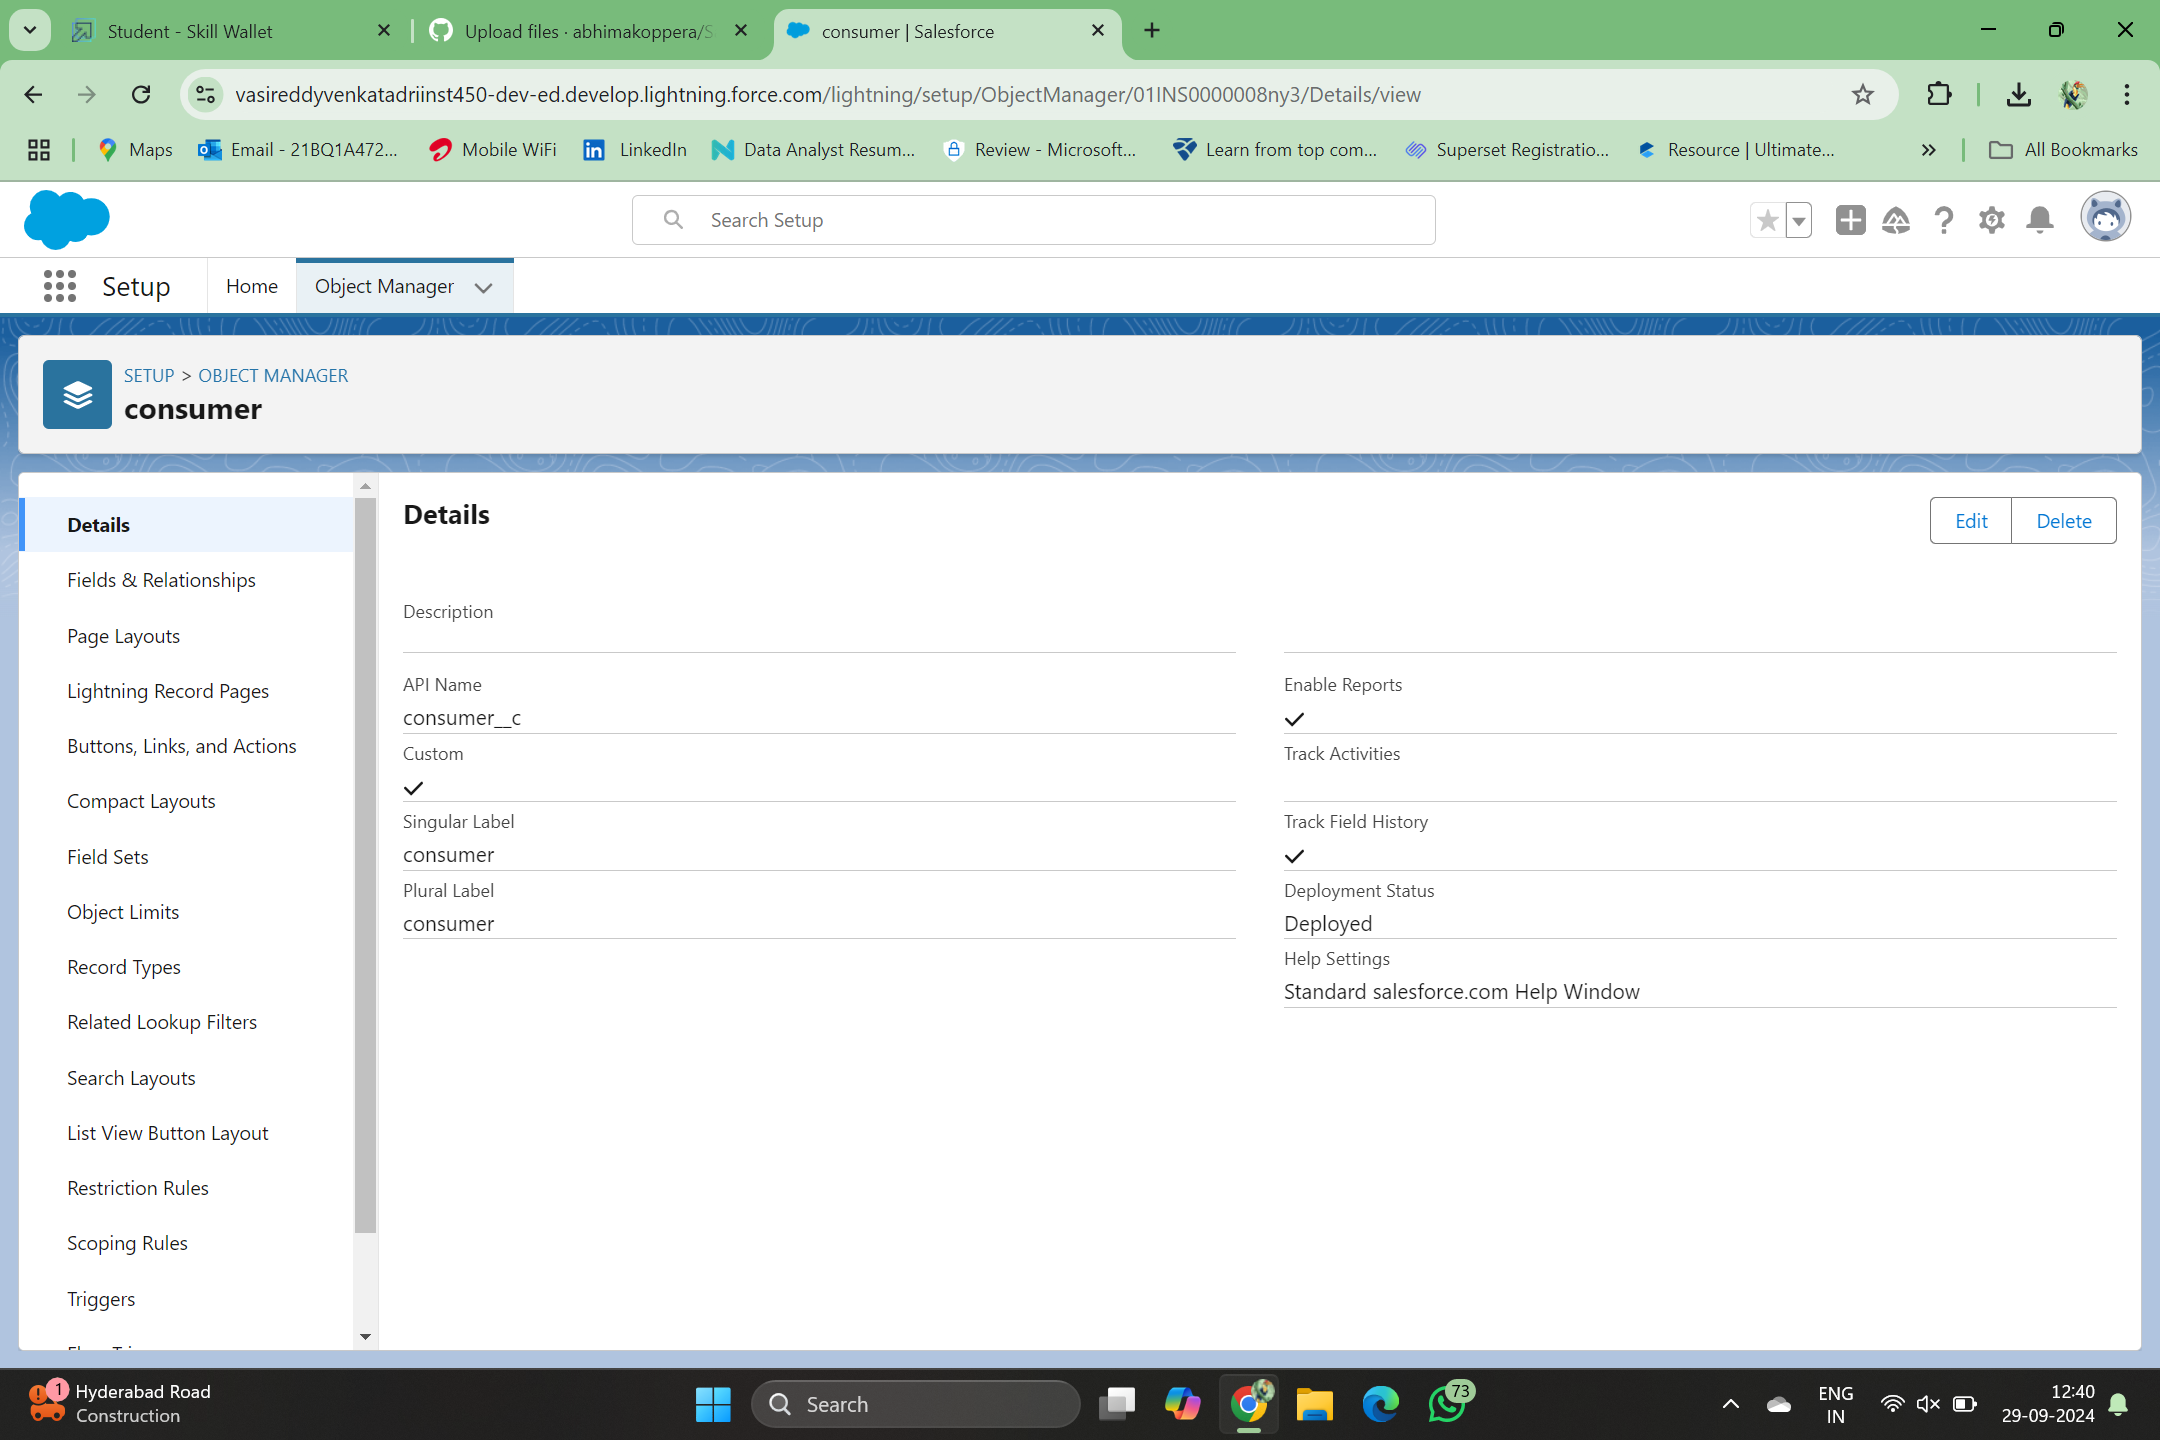 Student - Skill Wallet
Upload files · abhimakoppera/S
consumer | Salesforce
vasireddyvenkatadriinst450-dev-ed.develop.lightning.force.com/lightning/setup/ObjectManager/01INS0000008ny3/Details/view
Maps
Email - 21BQ1A472...
Mobile WiFi
LinkedIn
Data Analyst Resum...
Review - Microsoft...
Learn from top com...
Superset Registratio...
Resource | Ultimate...
All Bookmarks
Search Setup
Setup
Home
Object Manager
SETUP > OBJECT MANAGER
consumer
Details
Fields & Relationships
Page Layouts
Lightning Record Pages
Buttons, Links, and Actions
Compact Layouts
Field Sets
Object Limits
Record Types
Related Lookup Filters
Search Layouts
List View Button Layout
Restriction Rules
Scoping Rules
Triggers
Details
Edit
Delete
Description
API Name
consumer__c
Custom
Singular Label
consumer
Plural Label
consumer
Enable Reports
Track Activities
Track Field History
Deployment Status
Deployed
Help Settings
Standard salesforce.com Help Window
1
Hyderabad Road
Construction
Search
73
ENG
IN
12:40
29-09-2024